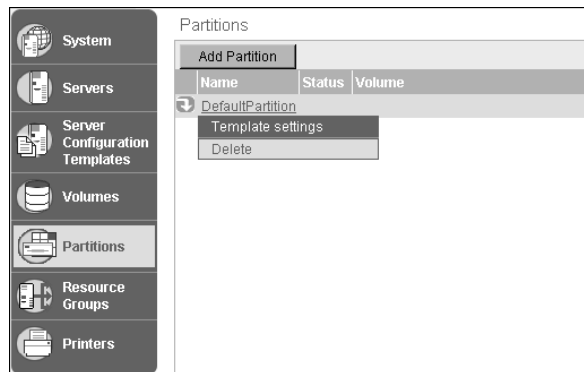 System
Servers
Server
Configuration
Templates
Volumes
Partitions
Resource
Groups
Printers
Partitions
Add Partition
Name Status Volume
DefaultPartition
Template settings
Delete